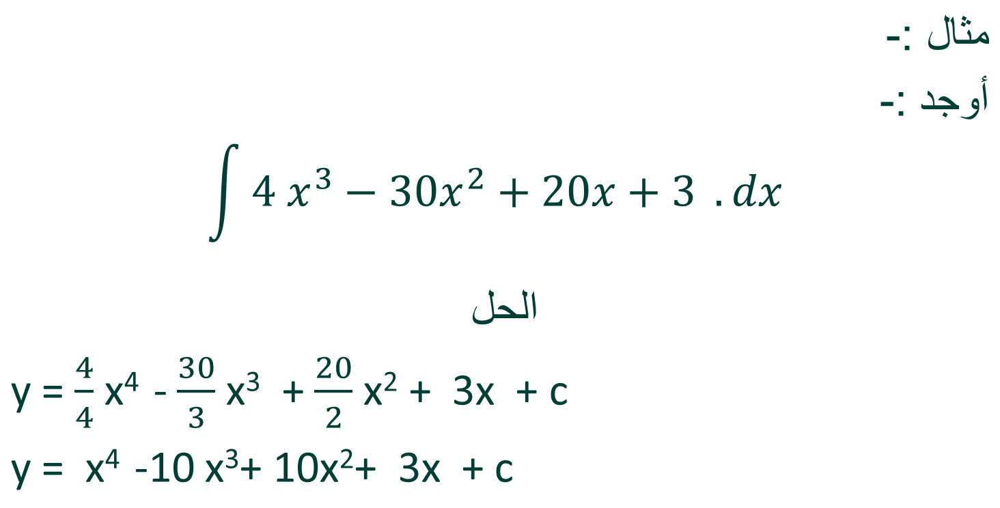 مثال :-
أوجد :-
∫ 4 x³ − 30x² + 20x + 3 . dx
الحل
y = 4/4 x⁴ - 30/3 x³ + 20/2 x² + 3x + c
y = x⁴ -10 x³+ 10x²+ 3x + c